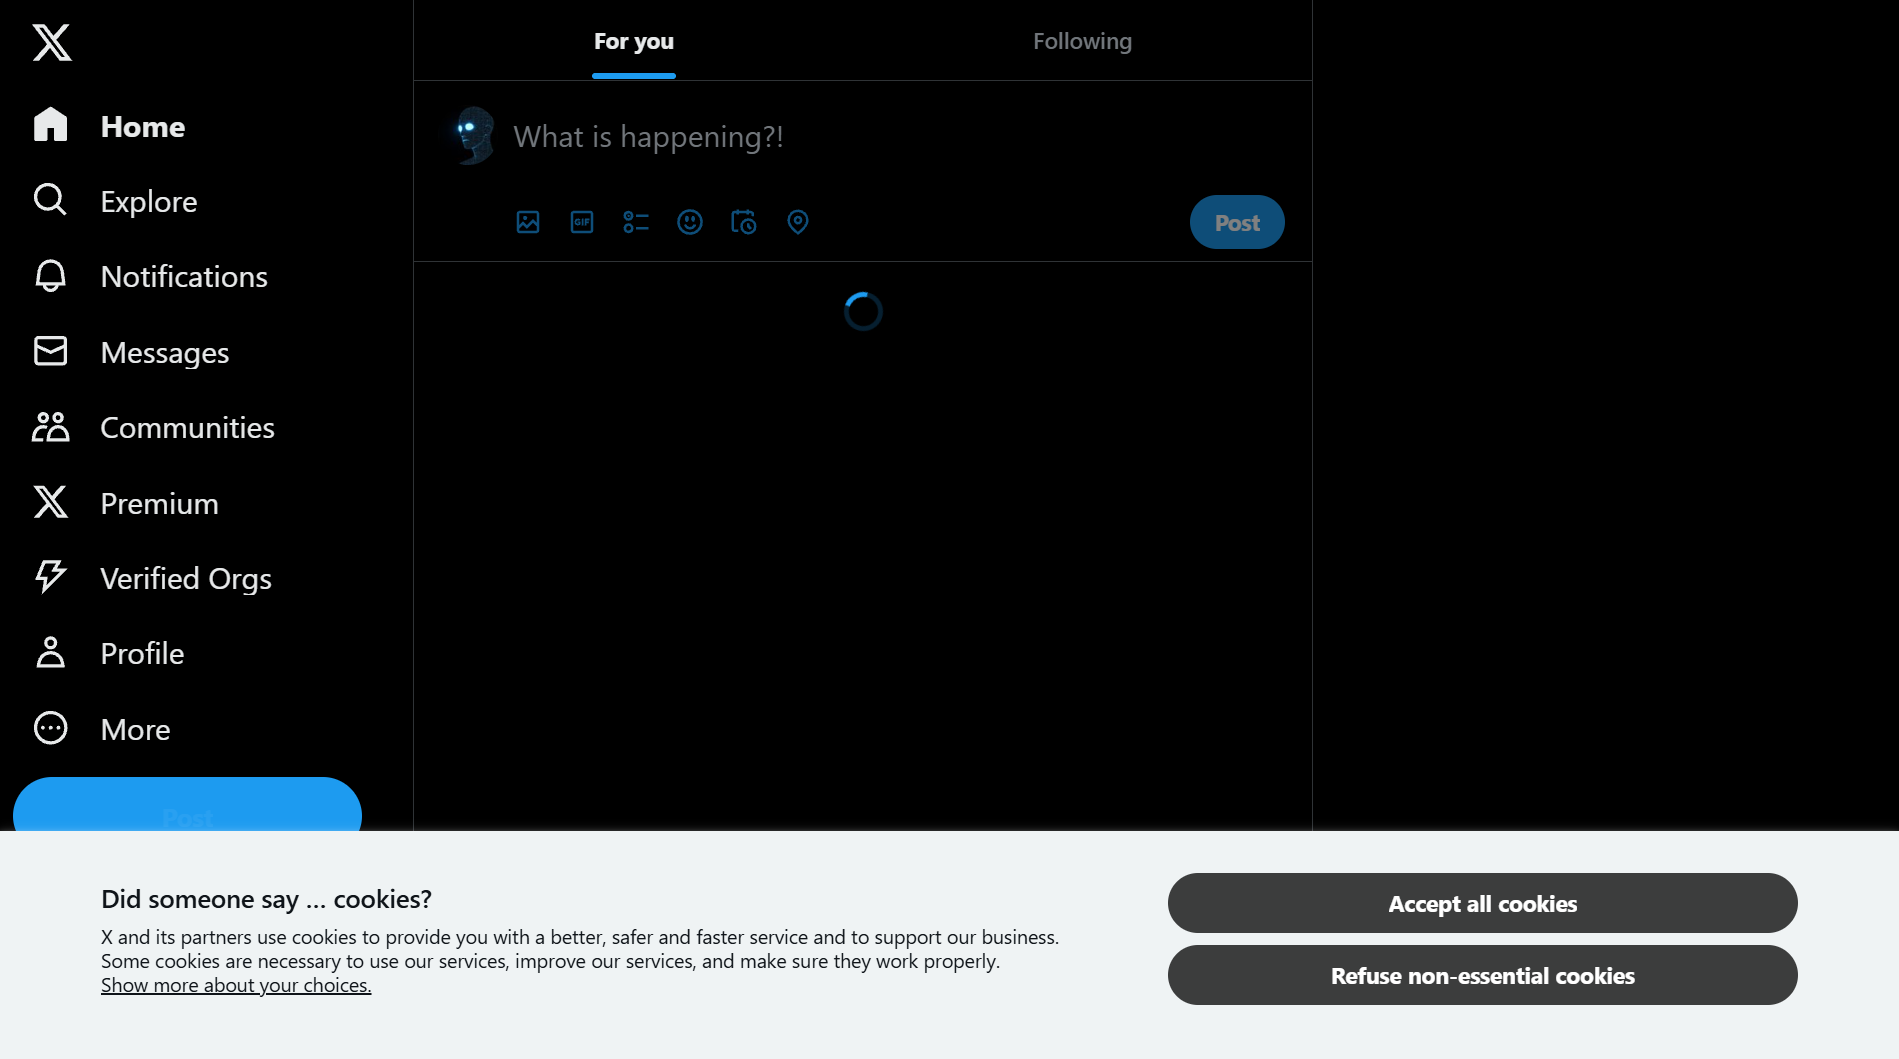 For you
Following
Home
Explore
Notifications
Messages
Communities
Premium
Verified Orgs
Profile
More
Post
What is happening?!
GIF
Post
Did someone say … cookies?
X and its partners use cookies to provide you with a better, safer and faster service and to support our business.
Some cookies are necessary to use our services, improve our services, and make sure they work properly.
Show more about your choices.
Accept all cookies
Refuse non-essential cookies